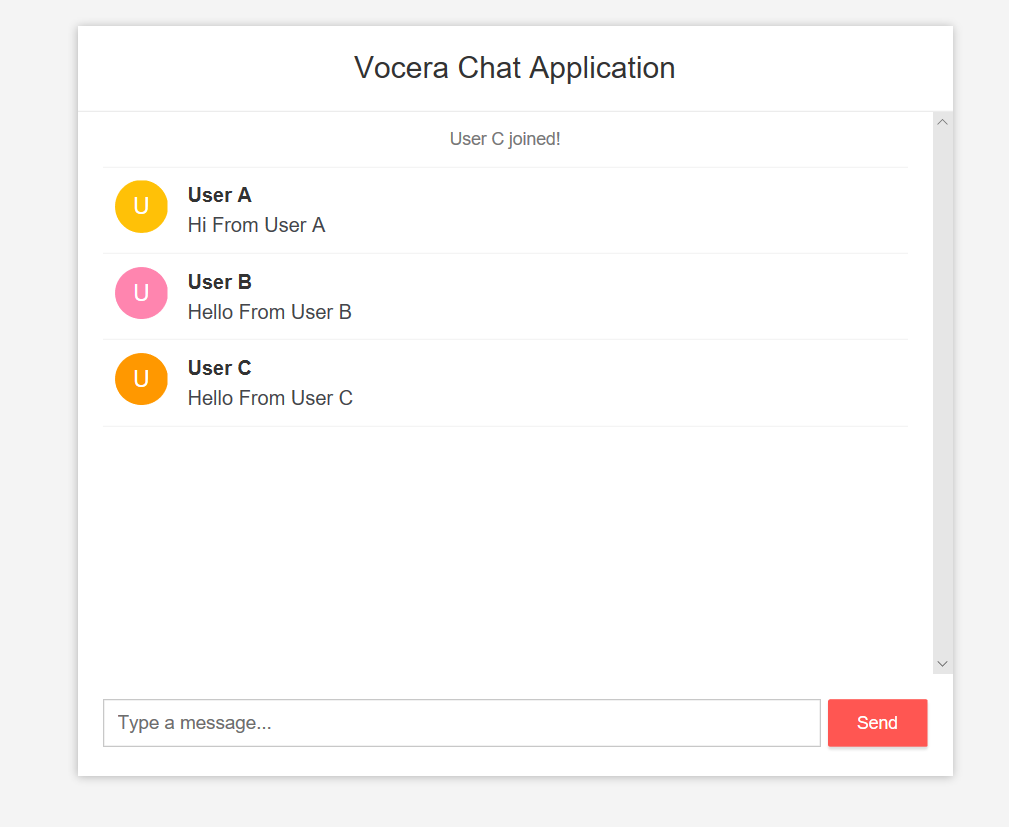 Vocera Chat Application
User C joined!
U
User A
Hi From User A
U
User B
Hello From User B
U
User C
Hello From User C
Type a message...
Send